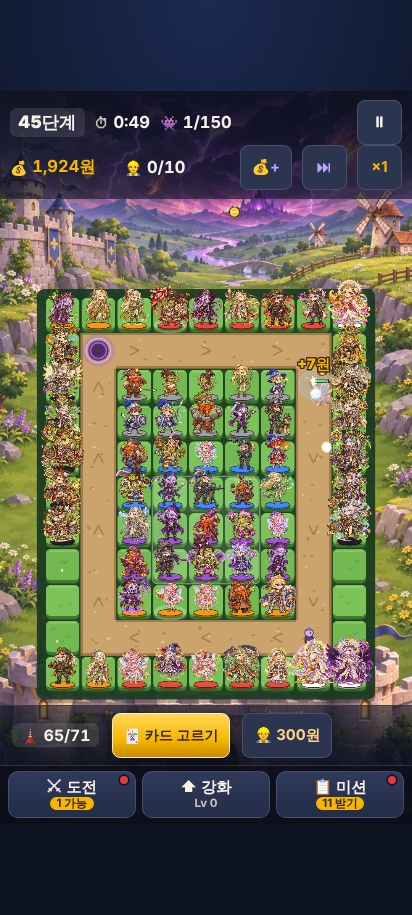 45단계 0:49 1/150
1,924원 0/10 + ×1
+7원
65/71 카드 고르기 300원
도전 강화 미션
1 가능 Lv 0 11 받기